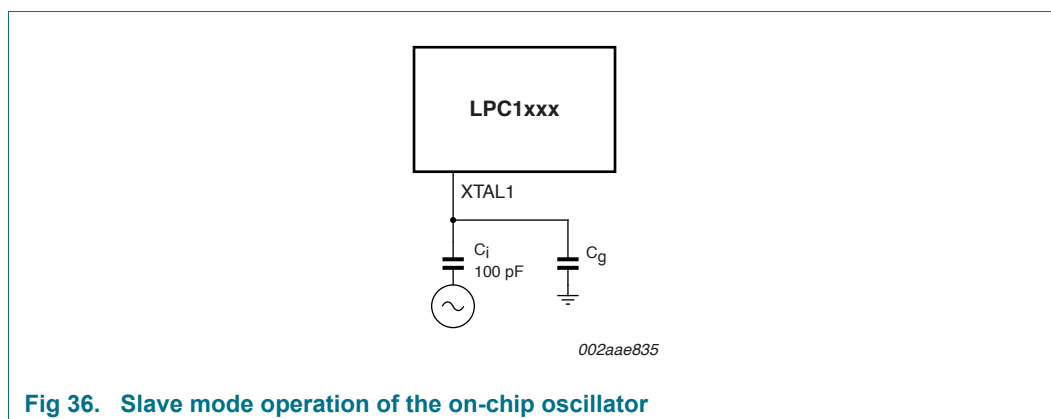 LPC1xxx
XTAL1
Ci
100 pF
Cg
002aae835
Fig 36. Slave mode operation of the on-chip oscillator